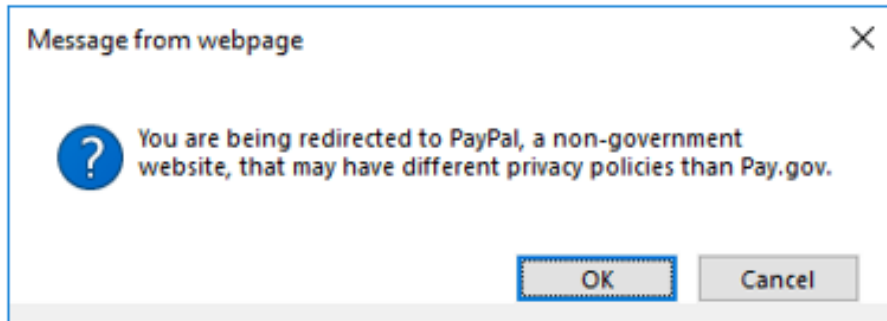 Message from webpage
You are being redirected to PayPal, a non-government
website, that may have different privacy policies than Pay.gov.
OK
Cancel